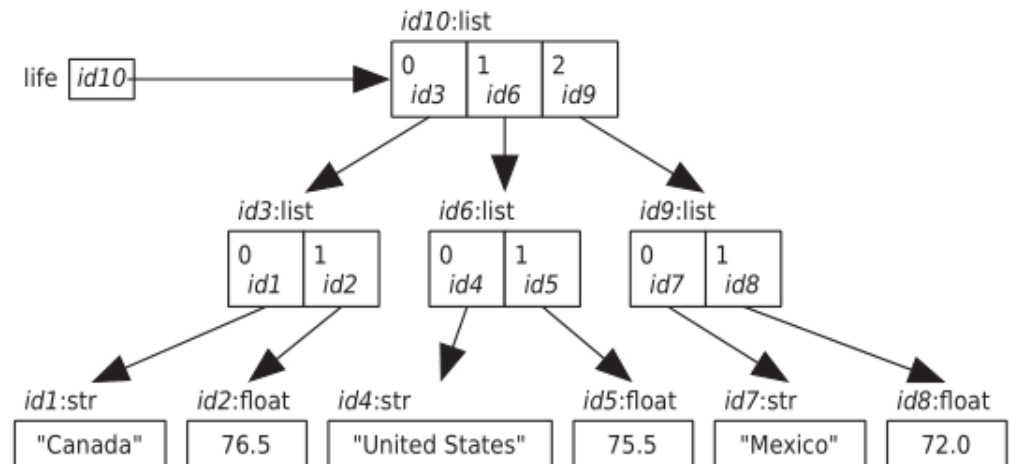 id10:list
life id10
0 1 2
id3 id6 id9
id3:list id6:list id9:list
0 1 0 1 0 1
id1 id2 id4 id5 id7 id8
id1:str id2:float id4:str id5:float id7:str id8:float
"Canada" 76.5 "United States" 75.5 "Mexico" 72.0